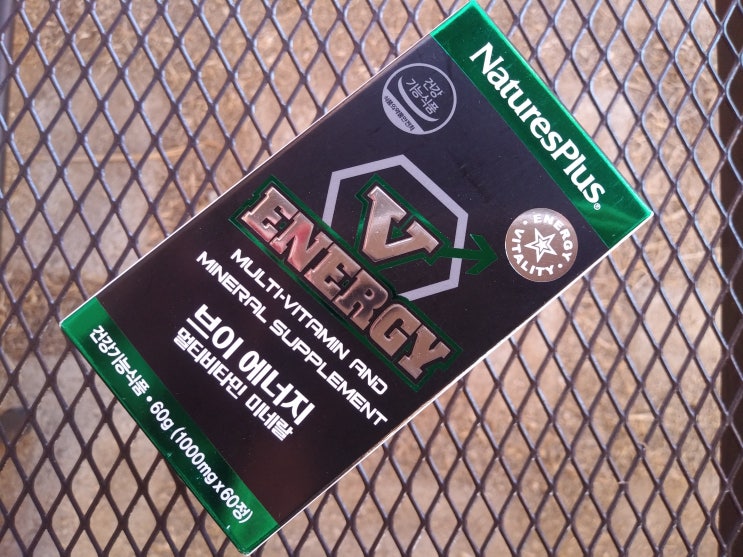 NaturesPlus®
건강
기능식품
식품의약품안전처
ENERGY
VITALITY
V
ENERGY
MULTI-VITAMIN AND
MINERAL SUPPLEMENT
브이 에너지
멀티비타민 미네랄
건강기능식품 • 60g (1000mg x 60정)